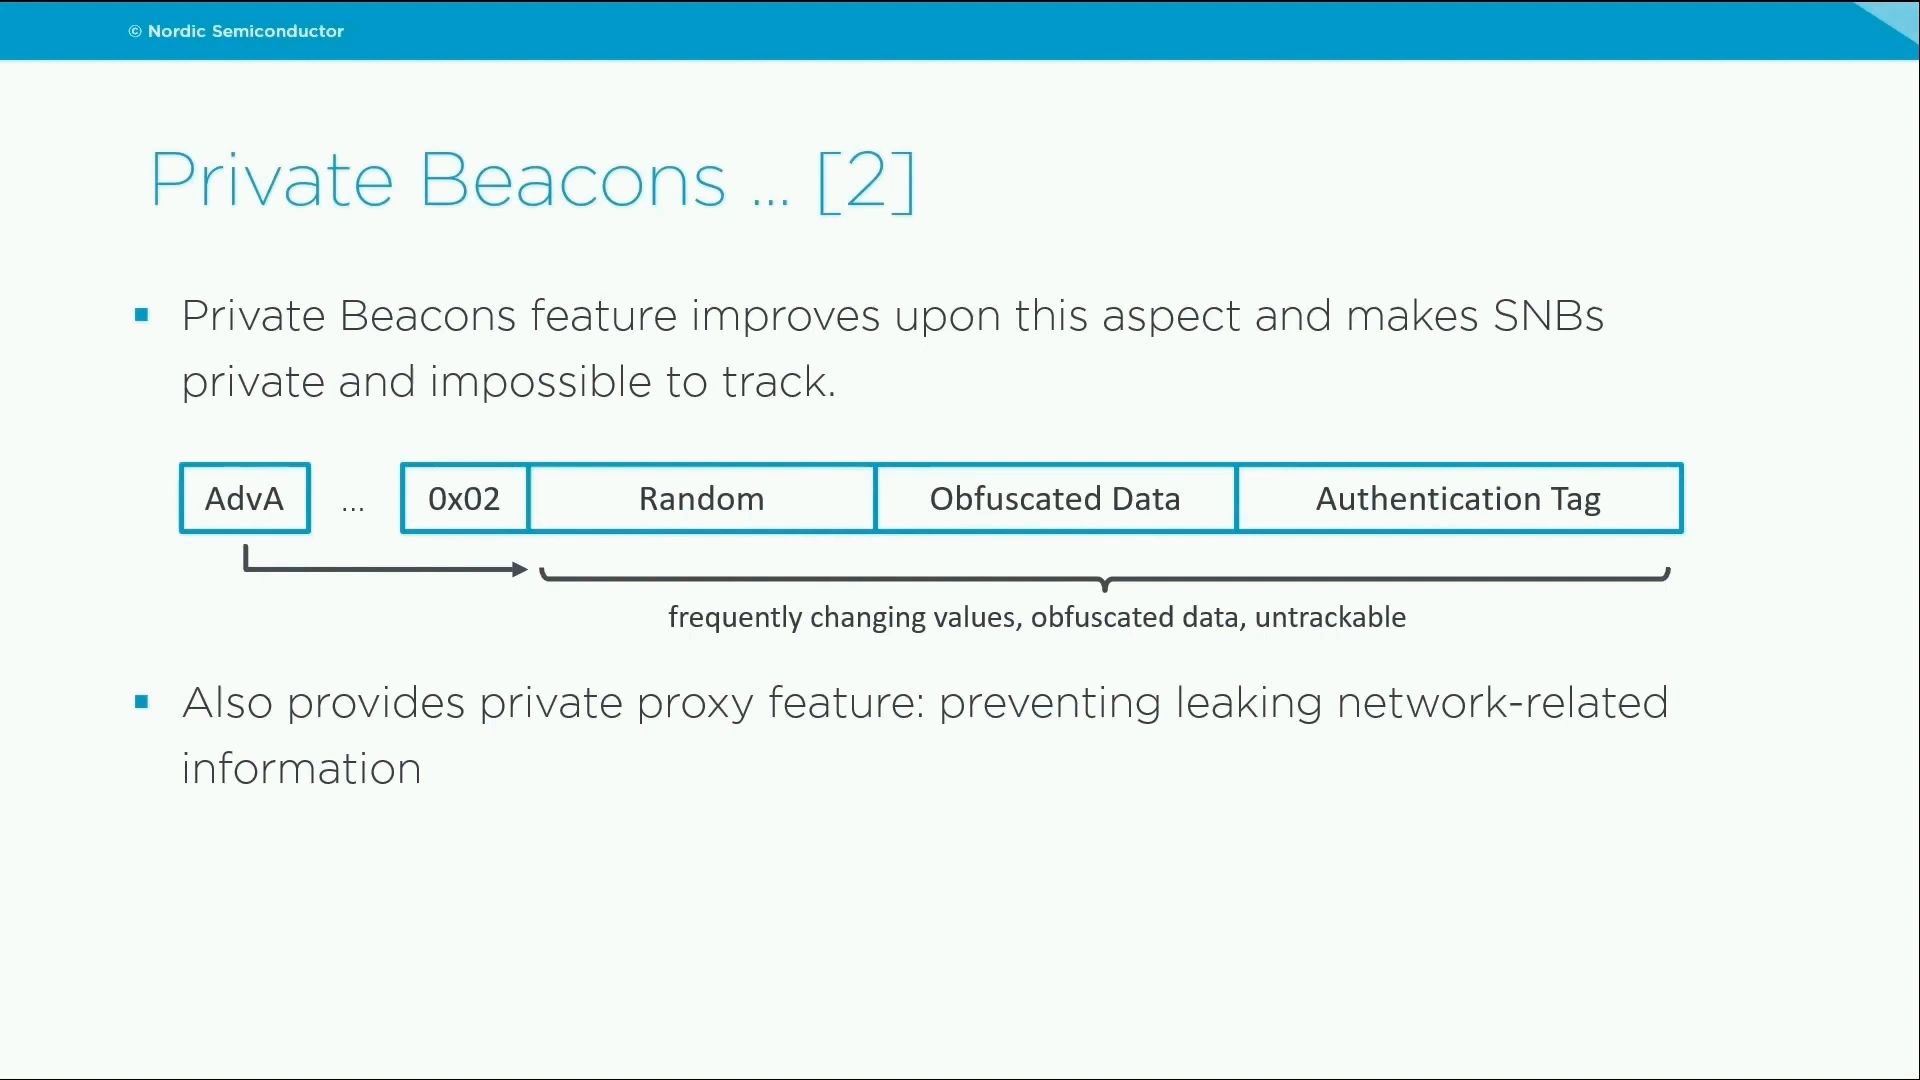 © Nordic Semiconductor
Private Beacons ... [2]
Private Beacons feature improves upon this aspect and makes SNBs
private and impossible to track.
AdvA ... 0x02 Random Obfuscated Data Authentication Tag
frequently changing values, obfuscated data, untrackable
Also provides private proxy feature: preventing leaking network-related
information